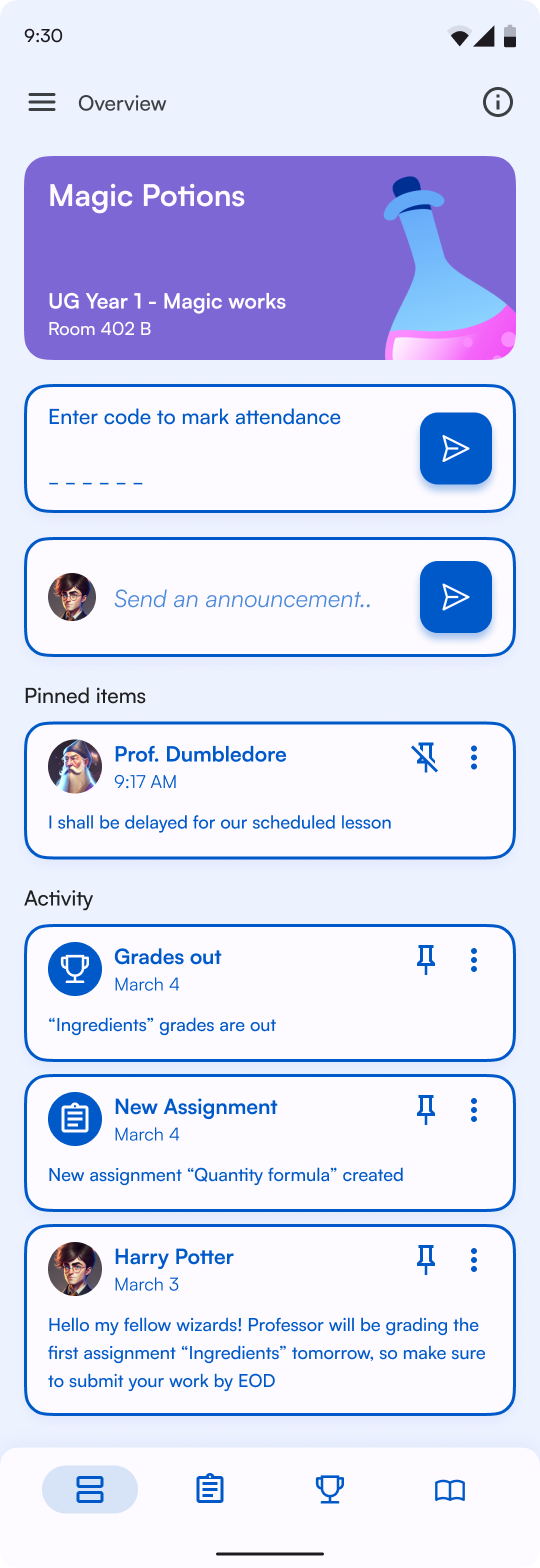 9:30
Overview
Magic Potions
UG Year 1 - Magic works
Room 402 B
Enter code to mark attendance
_ _ _ _ _ _
Send an announcement..
Pinned items
Prof. Dumbledore
9:17 AM
I shall be delayed for our scheduled lesson
Activity
Grades out
March 4
“Ingredients” grades are out
New Assignment
March 4
New assignment “Quantity formula” created
Harry Potter
March 3
Hello my fellow wizards! Professor will be grading the
first assignment “Ingredients” tomorrow, so make sure
to submit your work by EOD